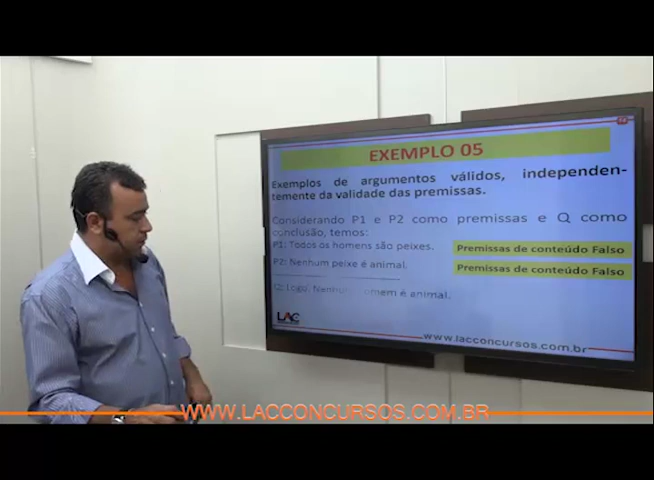 EXEMPLO 05
Exemplos de argumentos válidos, independen-
temente da validade das premissas.
Considerando P1 e P2 como premissas e Q como
conclusão, temos:
P1: Todos os homens são peixes.
Premissas de conteúdo Falso
P2: Nenhum peixe é animal.
Premissas de conteúdo Falso
Q: Logo, Nenhum homem é animal.
LAC
www.lacconcursos.com.br
WWW.LACCONCURSOS.COM.BR